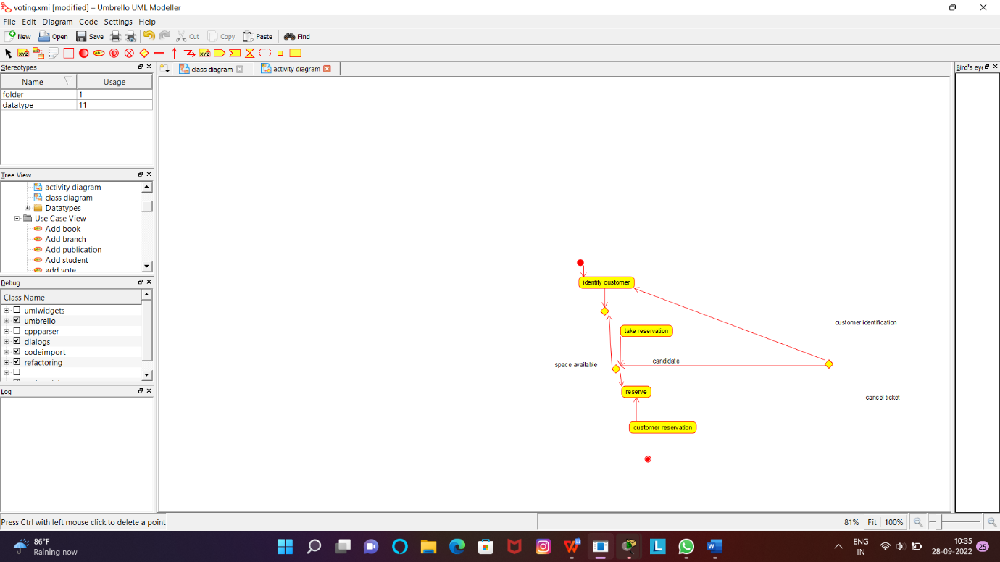 voting.xmi [modified] – Umbrello UML Modeller
File Edit Diagram Code Settings Help
New Open Save Cut Copy Paste Find
XYZ ABC XYZ
Stereotypes
Name Usage
folder 1
datatype 11
Tree View
activity diagram
class diagram
Datatypes
Use Case View
Add book
Add branch
Add publication
Add student
add vote
Debug
Class Name
umlwidgets
umbrello
cppparser
dialogs
codeimport
refactoring
Log
class diagram activity diagram
identify customer
customer identification
take reservation
candidate
space available
reserve
cancel ticket
customer reservation
Bird's eye
Press Ctrl with left mouse click to delete a point
81% Fit 100%
86°F
Raining now
ENG
IN
10:35
28-09-2022
25